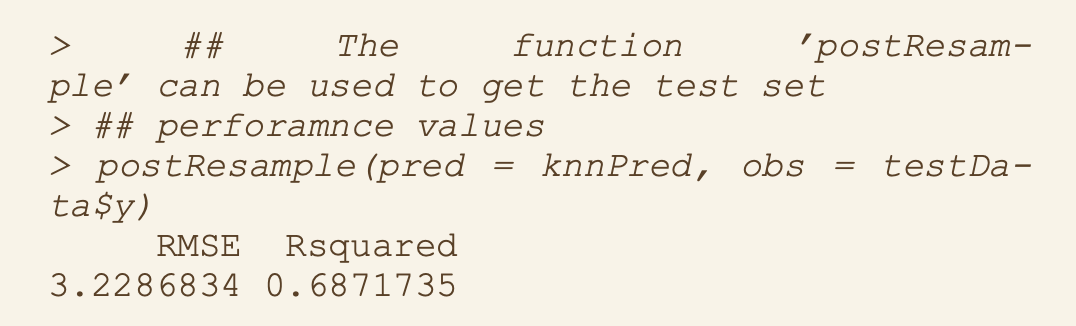 > ## The function 'postResam-
ple' can be used to get the test set
> ## perforamnce values
> postResample(pred = knnPred, obs = testDa-
ta$y)
RMSE Rsquared
3.2286834 0.6871735